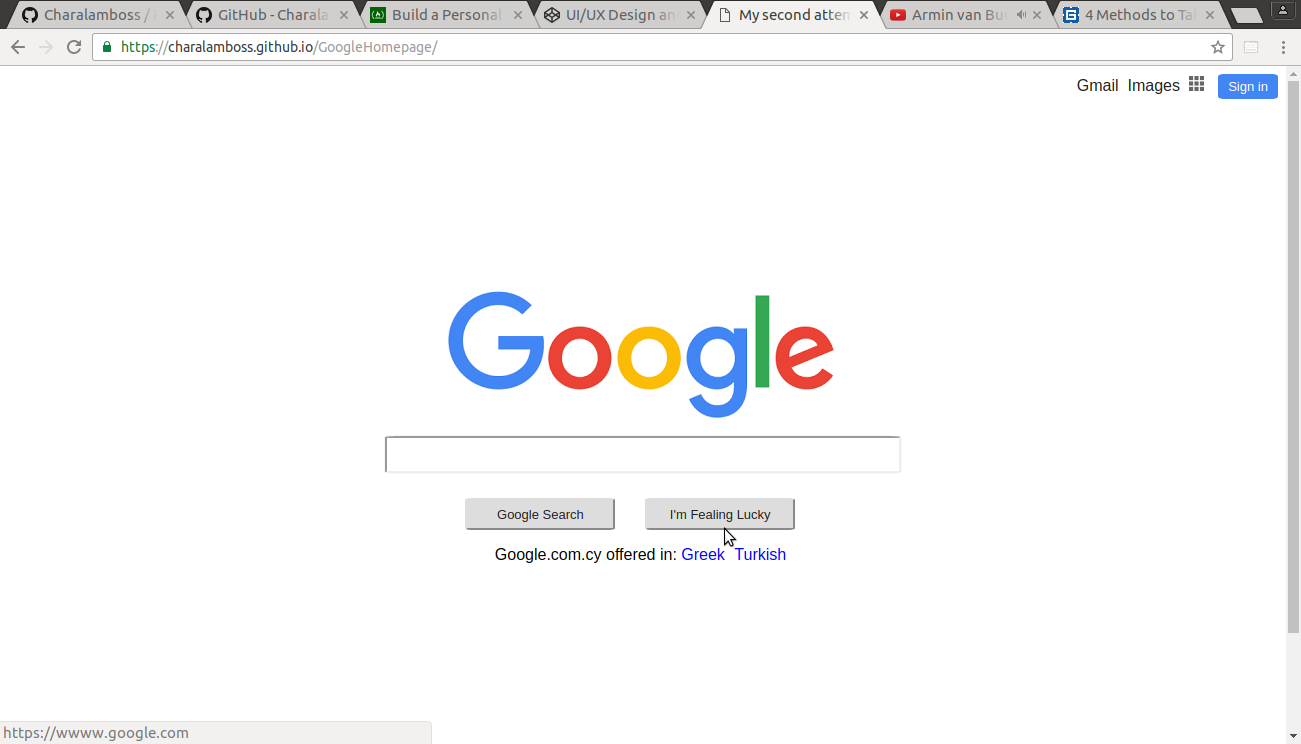 Charalamboss / 
GitHub - Charala
Build a Personal
UI/UX Design an
My second atten
Armin van Bu
4 Methods to Ta
https://charalamboss.github.io/GoogleHomepage/
Gmail Images Sign in
Google
Google Search I'm Fealing Lucky
Google.com.cy offered in: Greek Turkish
https://wwww.google.com